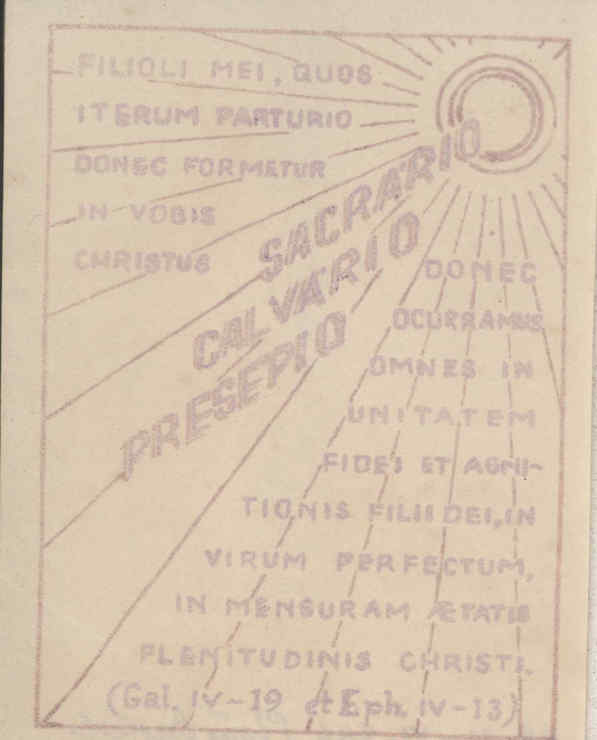 FILIOLI MEI, QUOS
ITERUM PARTURIO
DONEC FORMETUR
IN VOBIS
CHRISTUS
SACRARIO
CALVARIO
PRESEPIO
DONEC
OCURRAMUS
OMNES IN
UNITATEM
FIDEI ET AGNI-
TIONIS FILII DEI, IN
VIRUM PERFECTUM,
IN MENSURAM ÆTATIS
PLENITUDINIS CHRISTI.
(Gal. IV-19 et Eph. IV-13)